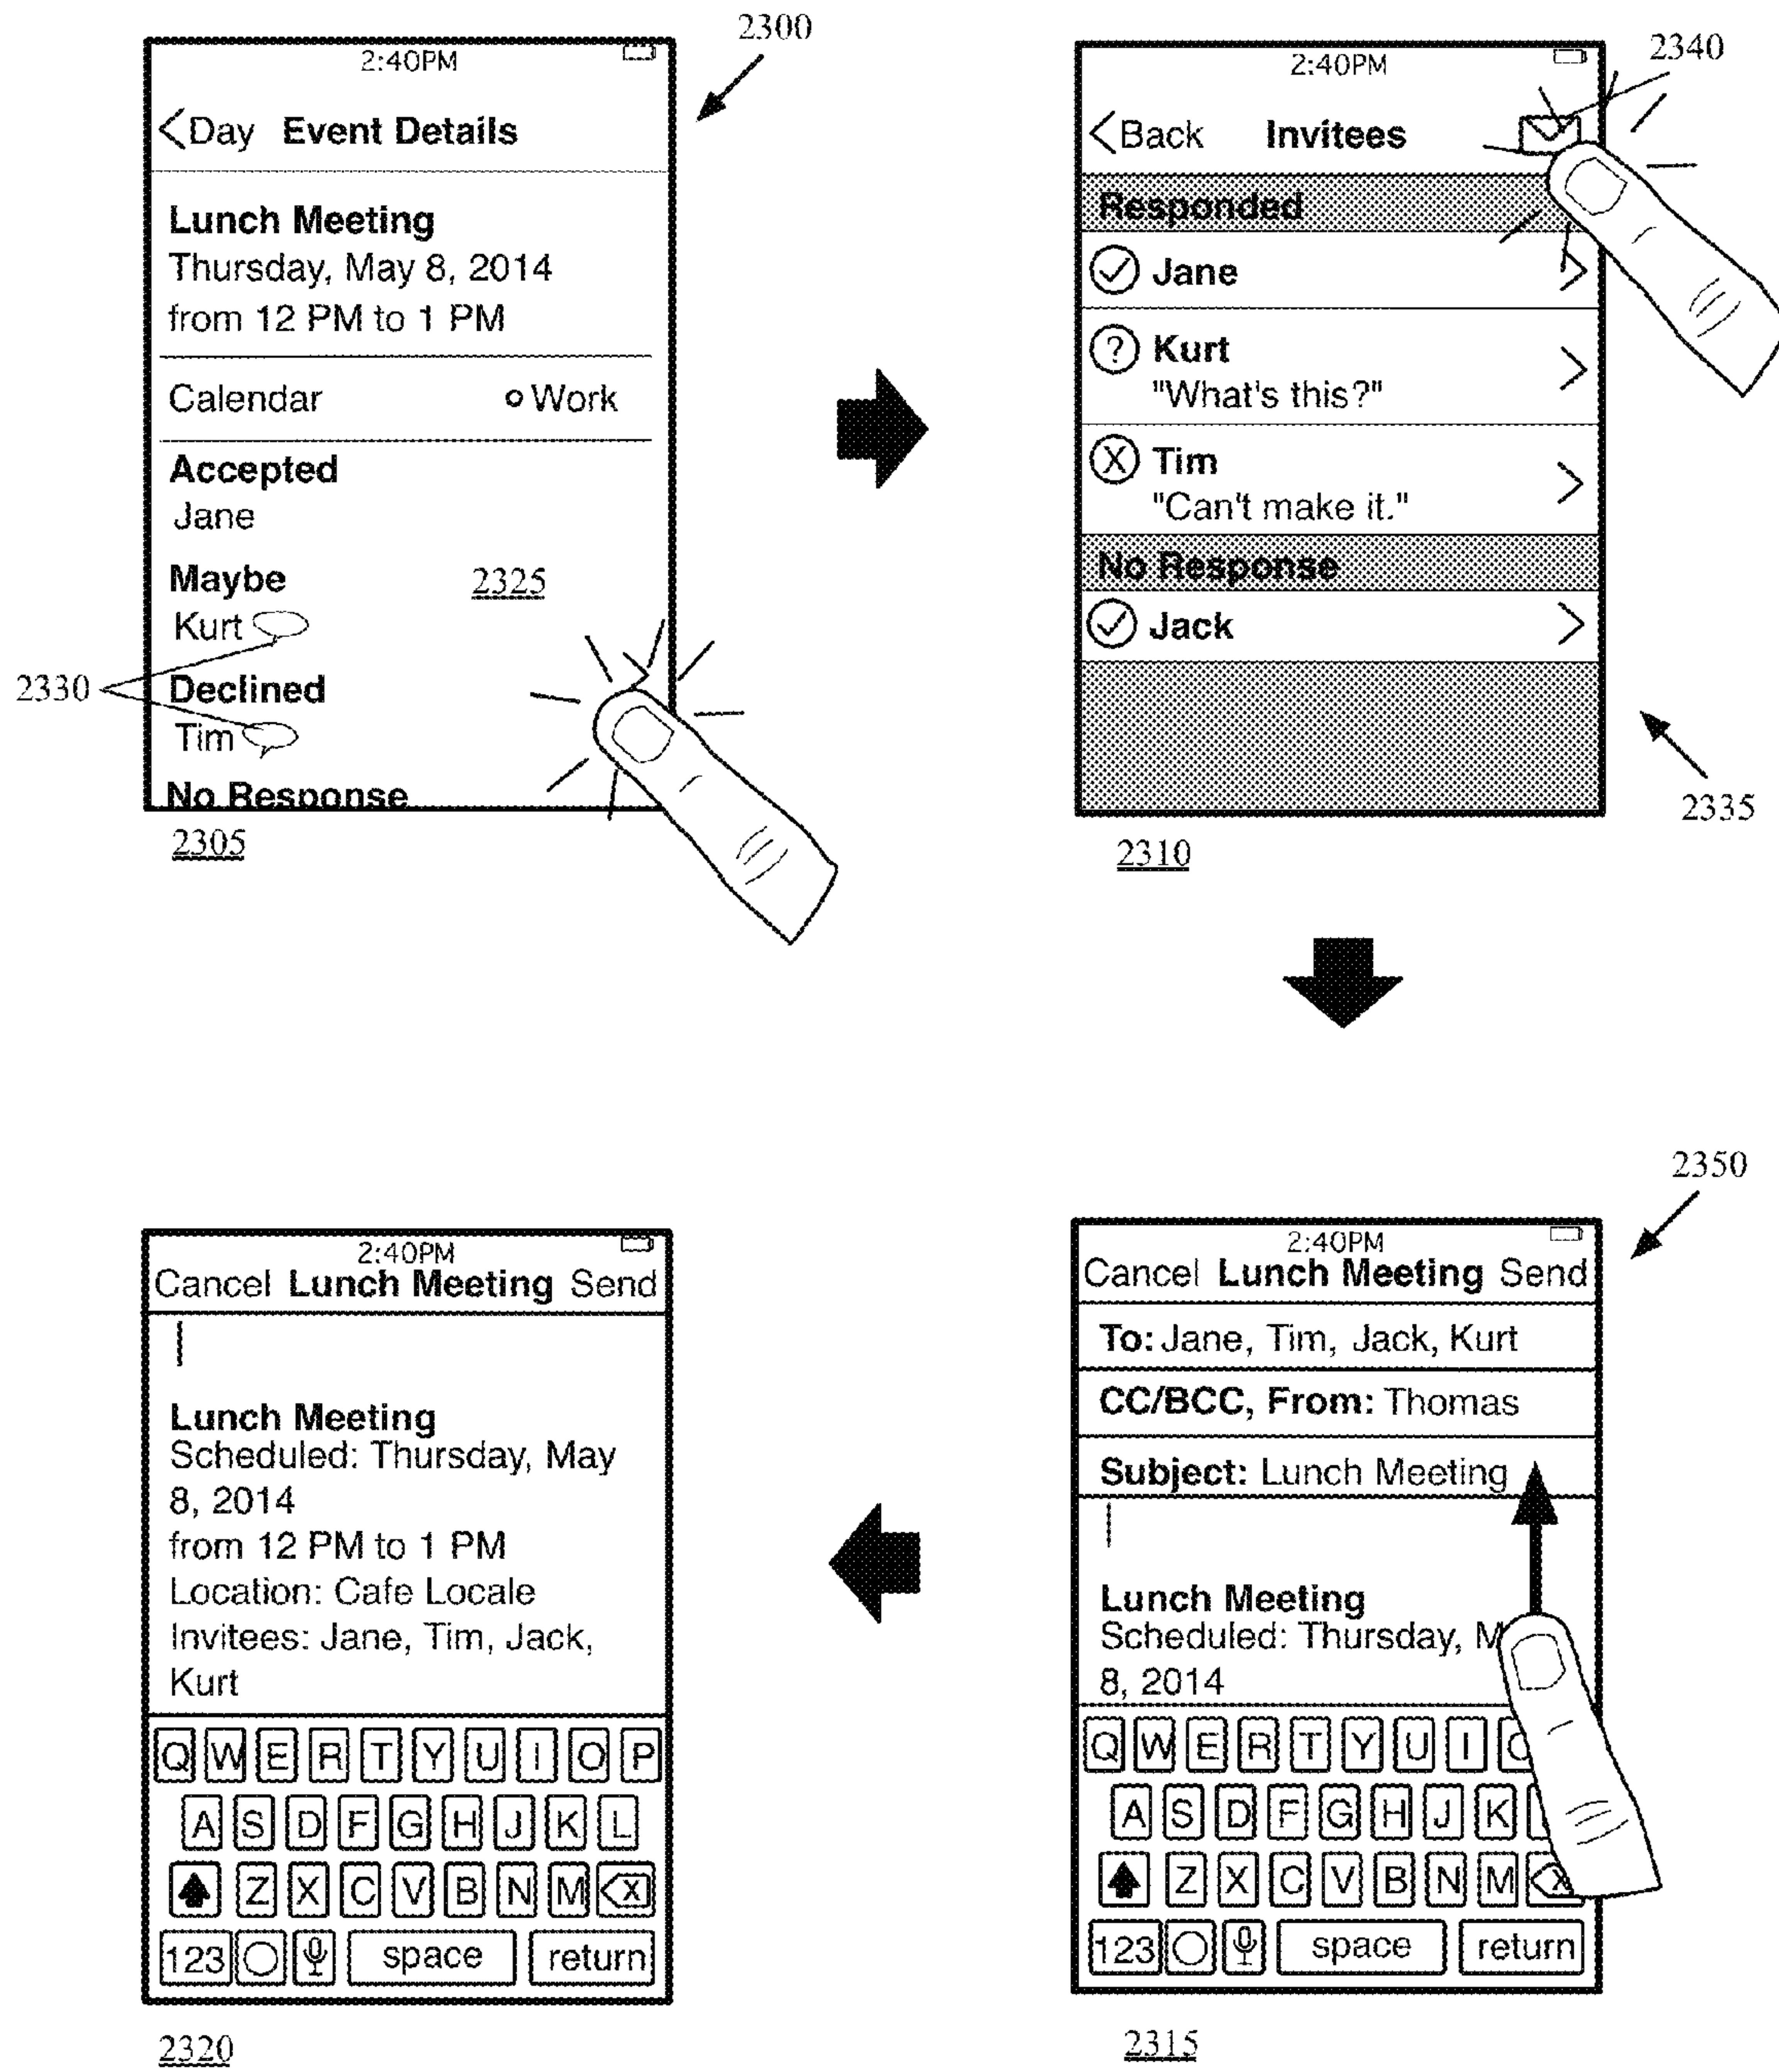 2300
2:40PM
<Day Event Details
Lunch Meeting
Thursday, May 8, 2014
from 12 PM to 1 PM
Calendar Work
Accepted
Jane
Maybe 2325
Kurt
2330
Declined
Tim
No Response
2305
2340
2:40PM
<Back Invitees
Responded
Jane
? Kurt
"What's this?"
X Tim
"Can't make it."
No Response
Jack
2335
2310
2350
2:40PM
Cancel Lunch Meeting Send
To: Jane, Tim, Jack, Kurt
CC/BCC, From: Thomas
Subject: Lunch Meeting
Lunch Meeting
Scheduled: Thursday, M
8, 2014
Q W E R T Y U I O
A S D F G H J K L
Z X C V B N M X
123 space return
2315
2:40PM
Cancel Lunch Meeting Send
Lunch Meeting
Scheduled: Thursday, May
8, 2014
from 12 PM to 1 PM
Location: Cafe Locale
Invitees: Jane, Tim, Jack,
Kurt
Q W E R T Y U I O P
A S D F G H J K L
Z X C V B N M X
123 space return
2320